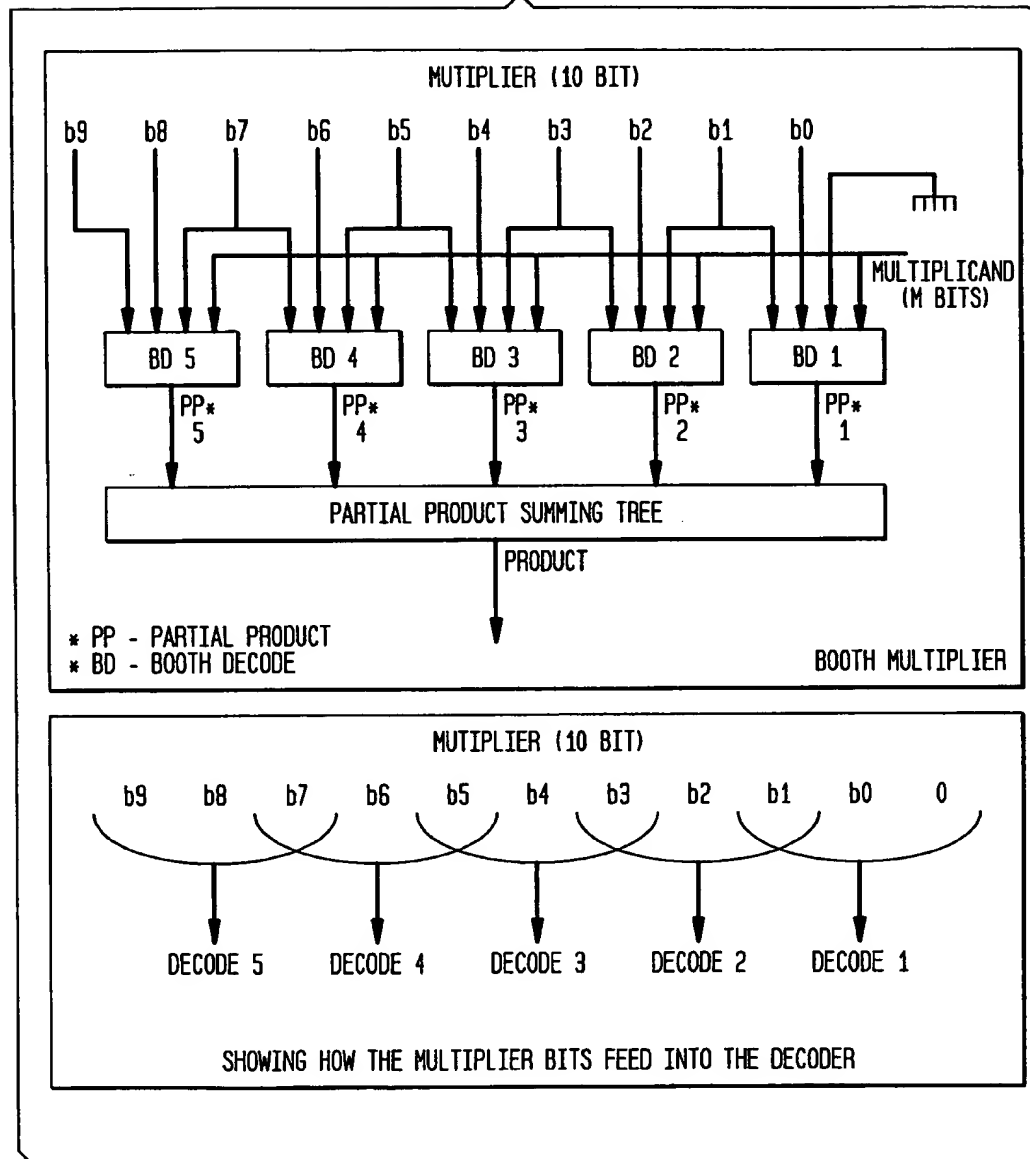 MUTIPLIER (10 BIT)
b9 b8 b7 b6 b5 b4 b3 b2 b1 b0
MULTIPLICAND
(M BITS)
BD 5 BD 4 BD 3 BD 2 BD 1
PP* PP* PP* PP* PP*
5 4 3 2 1
PARTIAL PRODUCT SUMMING TREE
PRODUCT
* PP - PARTIAL PRODUCT
* BD - BOOTH DECODE
BOOTH MULTIPLIER
MUTIPLIER (10 BIT)
b9 b8 b7 b6 b5 b4 b3 b2 b1 b0 0
DECODE 5 DECODE 4 DECODE 3 DECODE 2 DECODE 1
SHOWING HOW THE MULTIPLIER BITS FEED INTO THE DECODER